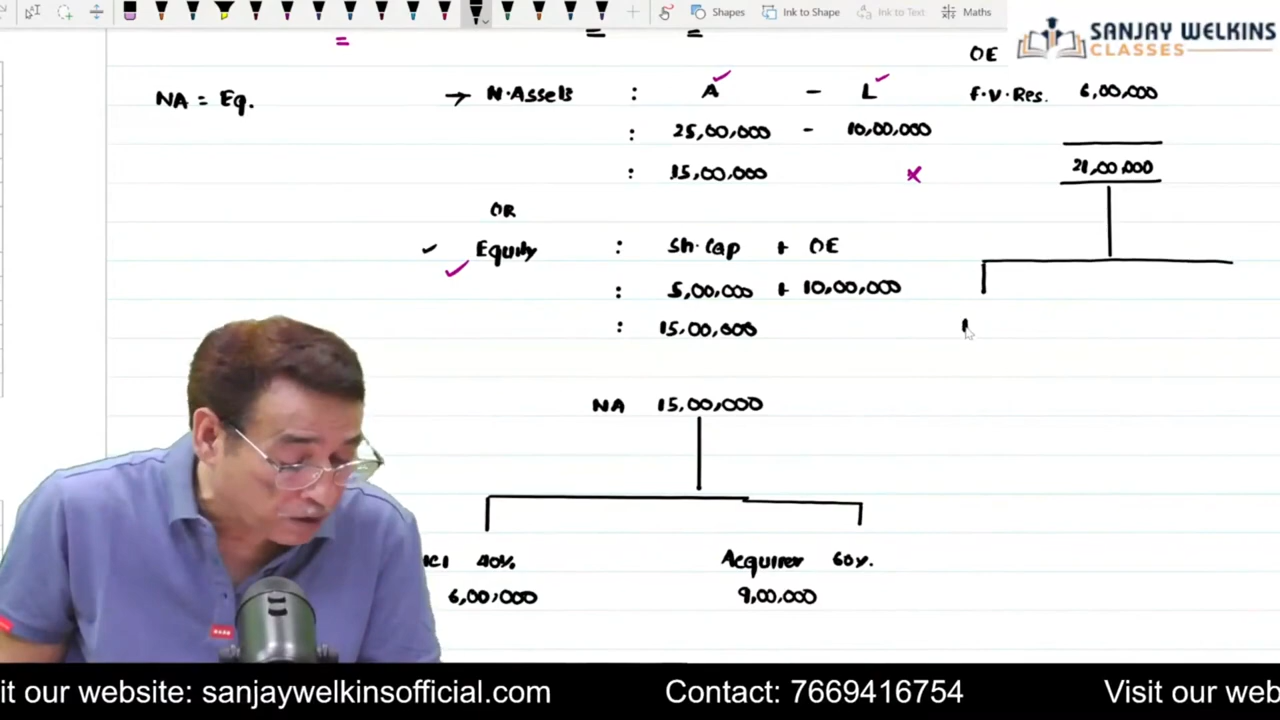 Shapes Ink to Shape Ink to Text Maths
SANJAY WELKINS
CLASSES
=
= =
OE
NA = Eq.
→ N.Assets : A - L
: 25,00,000 - 10,00,000
: 15,00,000
OR
Equity : Sh.Cap + OE
: 5,00,000 + 10,00,000
: 15,00,000
F.V.Res. 6,00,000
21,00,000
NA 15,00,000
CI 40%
6,00,000
Acquirer 60%.
9,00,000
it our website: sanjaywelkinsofficial.com Contact: 7669416754 Visit our web